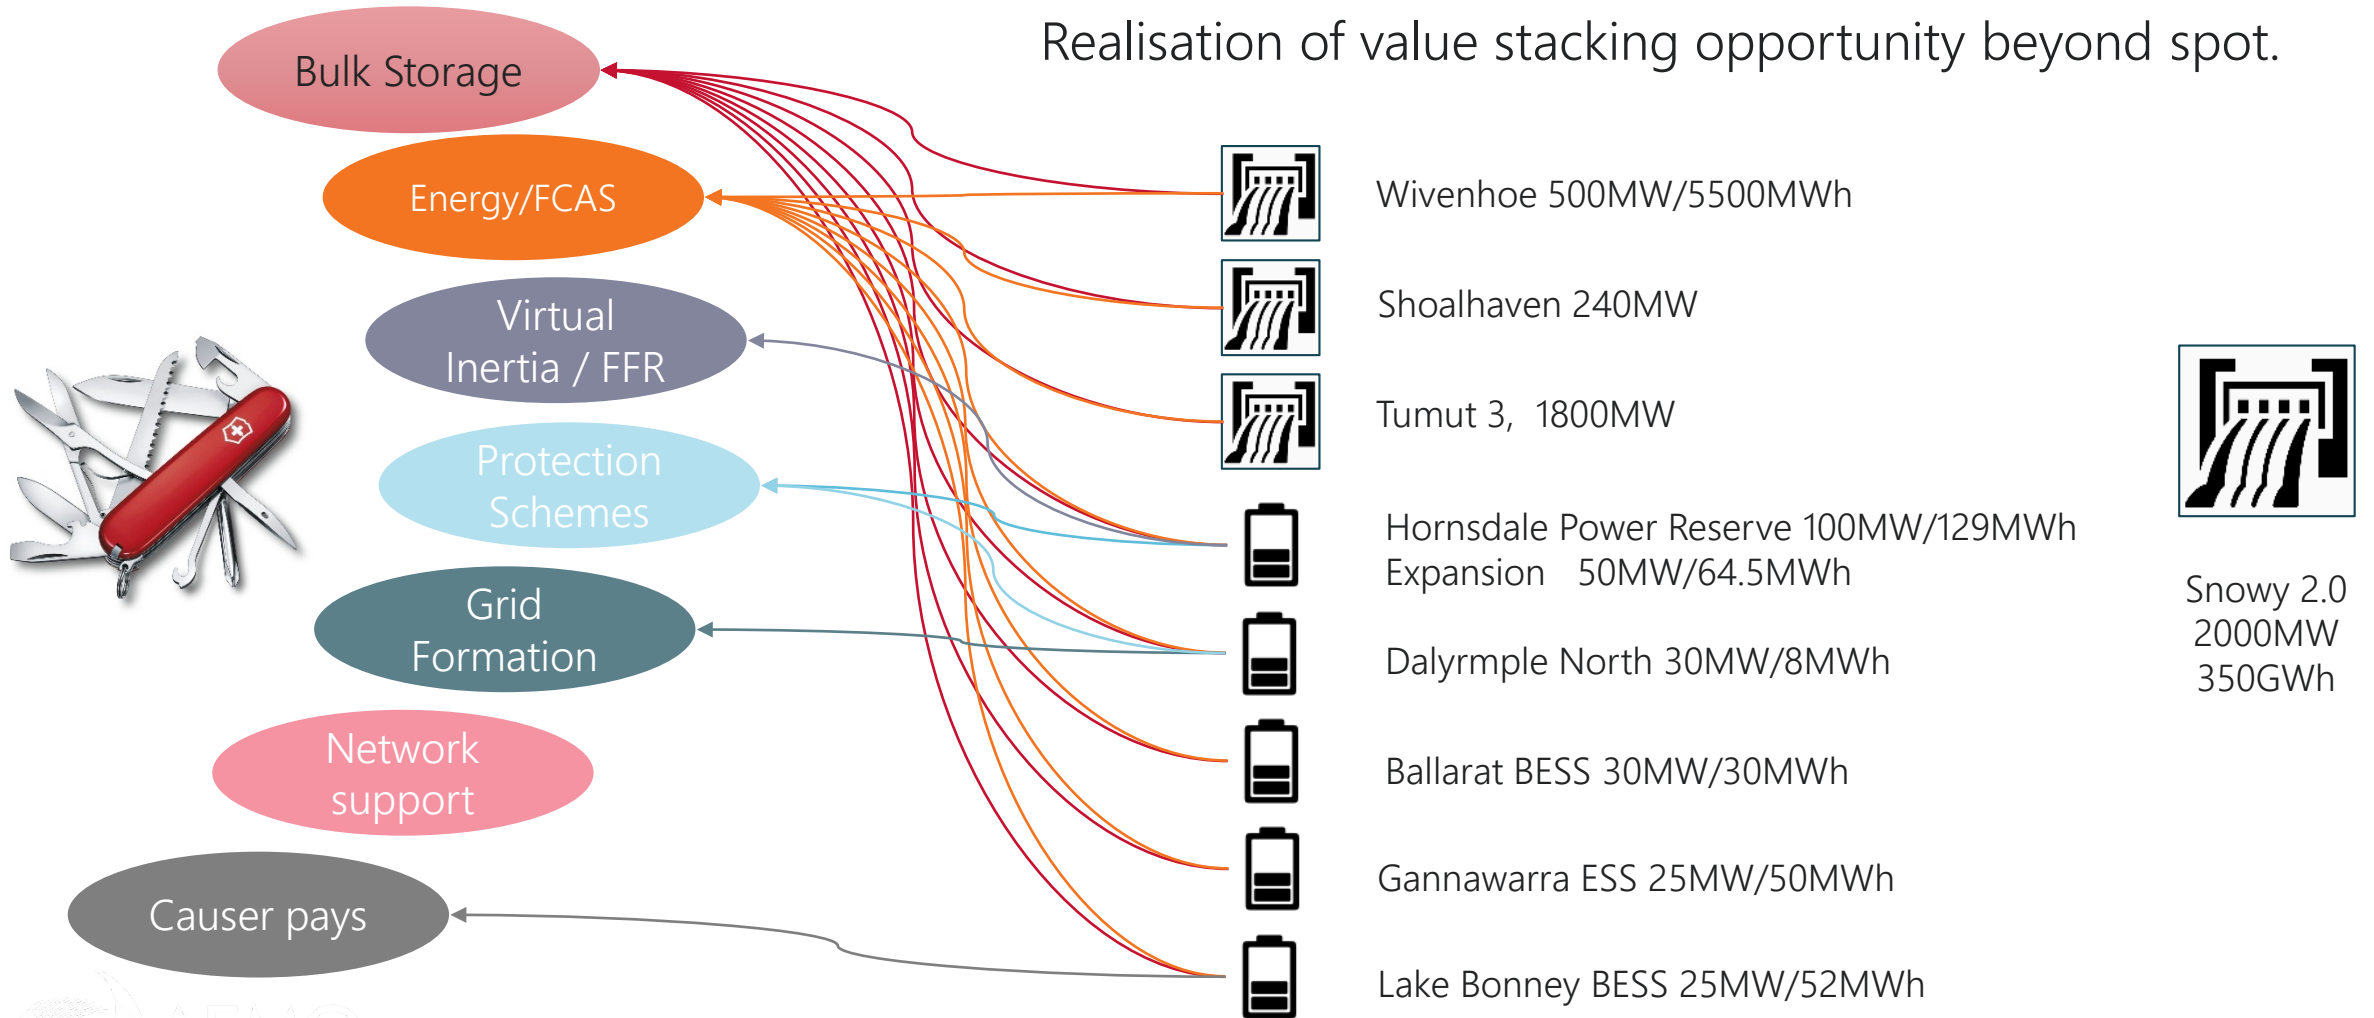 Realisation of value stacking opportunity beyond spot.
Bulk Storage
Energy/FCAS
Virtual
Inertia / FFR
Protection
Schemes
Grid
Formation
Network
support
Causer pays
Wivenhoe 500MW/5500MWh
Shoalhaven 240MW
Tumut 3, 1800MW
Hornsdale Power Reserve 100MW/129MWh
Expansion 50MW/64.5MWh
Dalyrmple North 30MW/8MWh
Ballarat BESS 30MW/30MWh
Gannawarra ESS 25MW/50MWh
Lake Bonney BESS 25MW/52MWh
Snowy 2.0
2000MW
350GWh